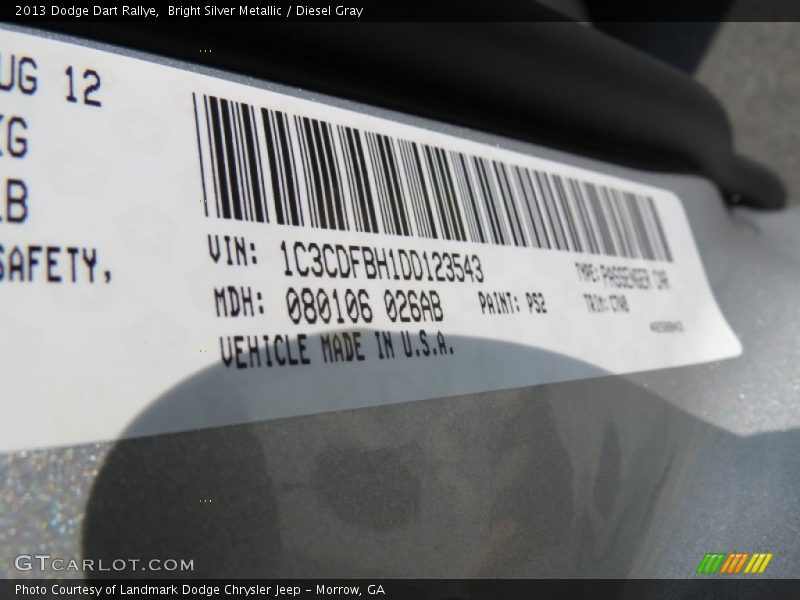 2013 Dodge Dart Rallye, Bright Silver Metallic / Diesel Gray
UG 12
KG
LB
SAFETY,
VIN: 1C3CDFBH1DD123543
TYPE: PASSENGER CAR
MDH: 080106 026AB
PAINT: PS2
TRIM:
VEHICLE MADE IN U.S.A.
GTCARLOT.COM
Photo Courtesy of Landmark Dodge Chrysler Jeep - Morrow, GA